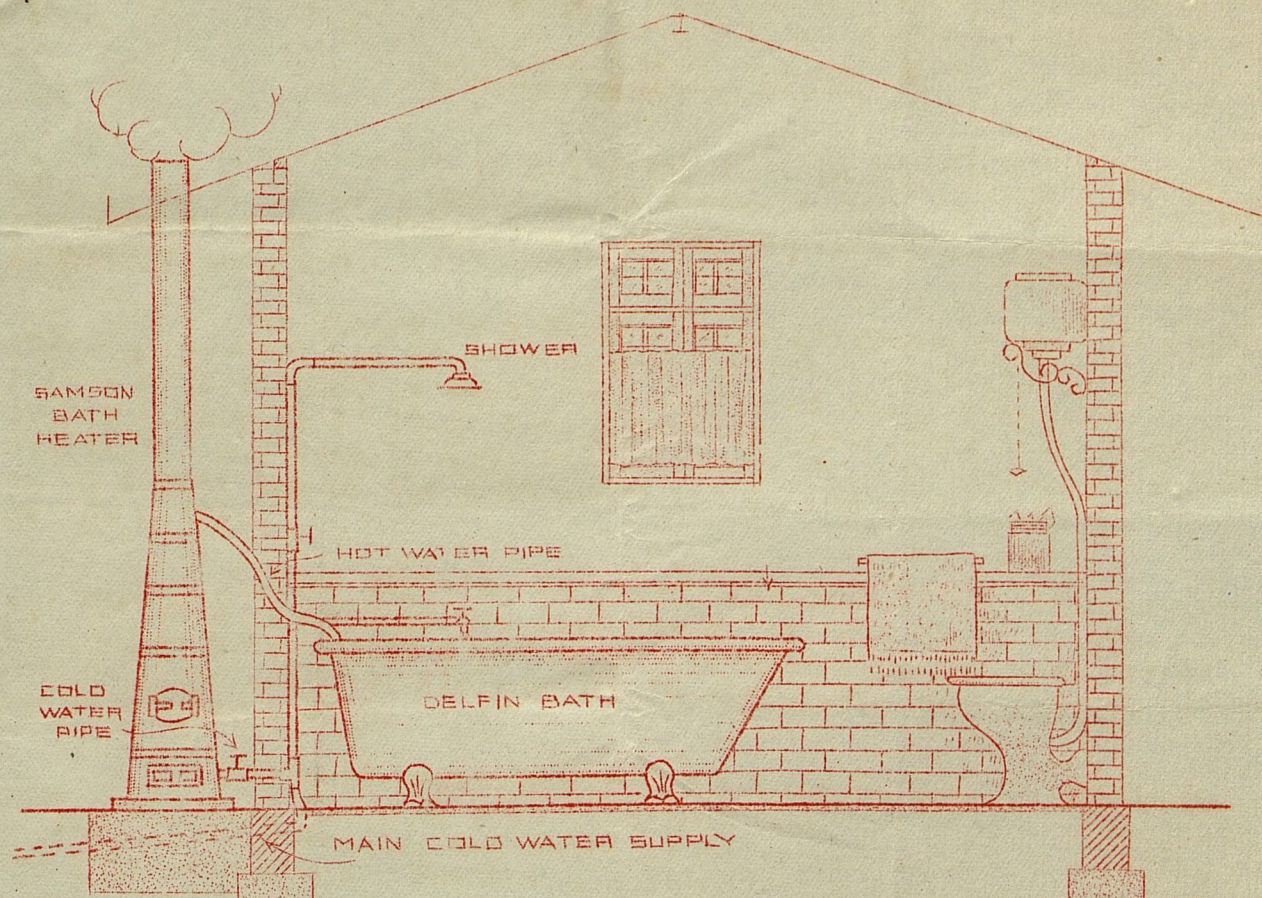 SHOWER
SAMSON
BATH
HEATER
HOT WATER PIPE
COLD
WATER
PIPE
DELFIN BATH
MAIN COLD WATER SUPPLY